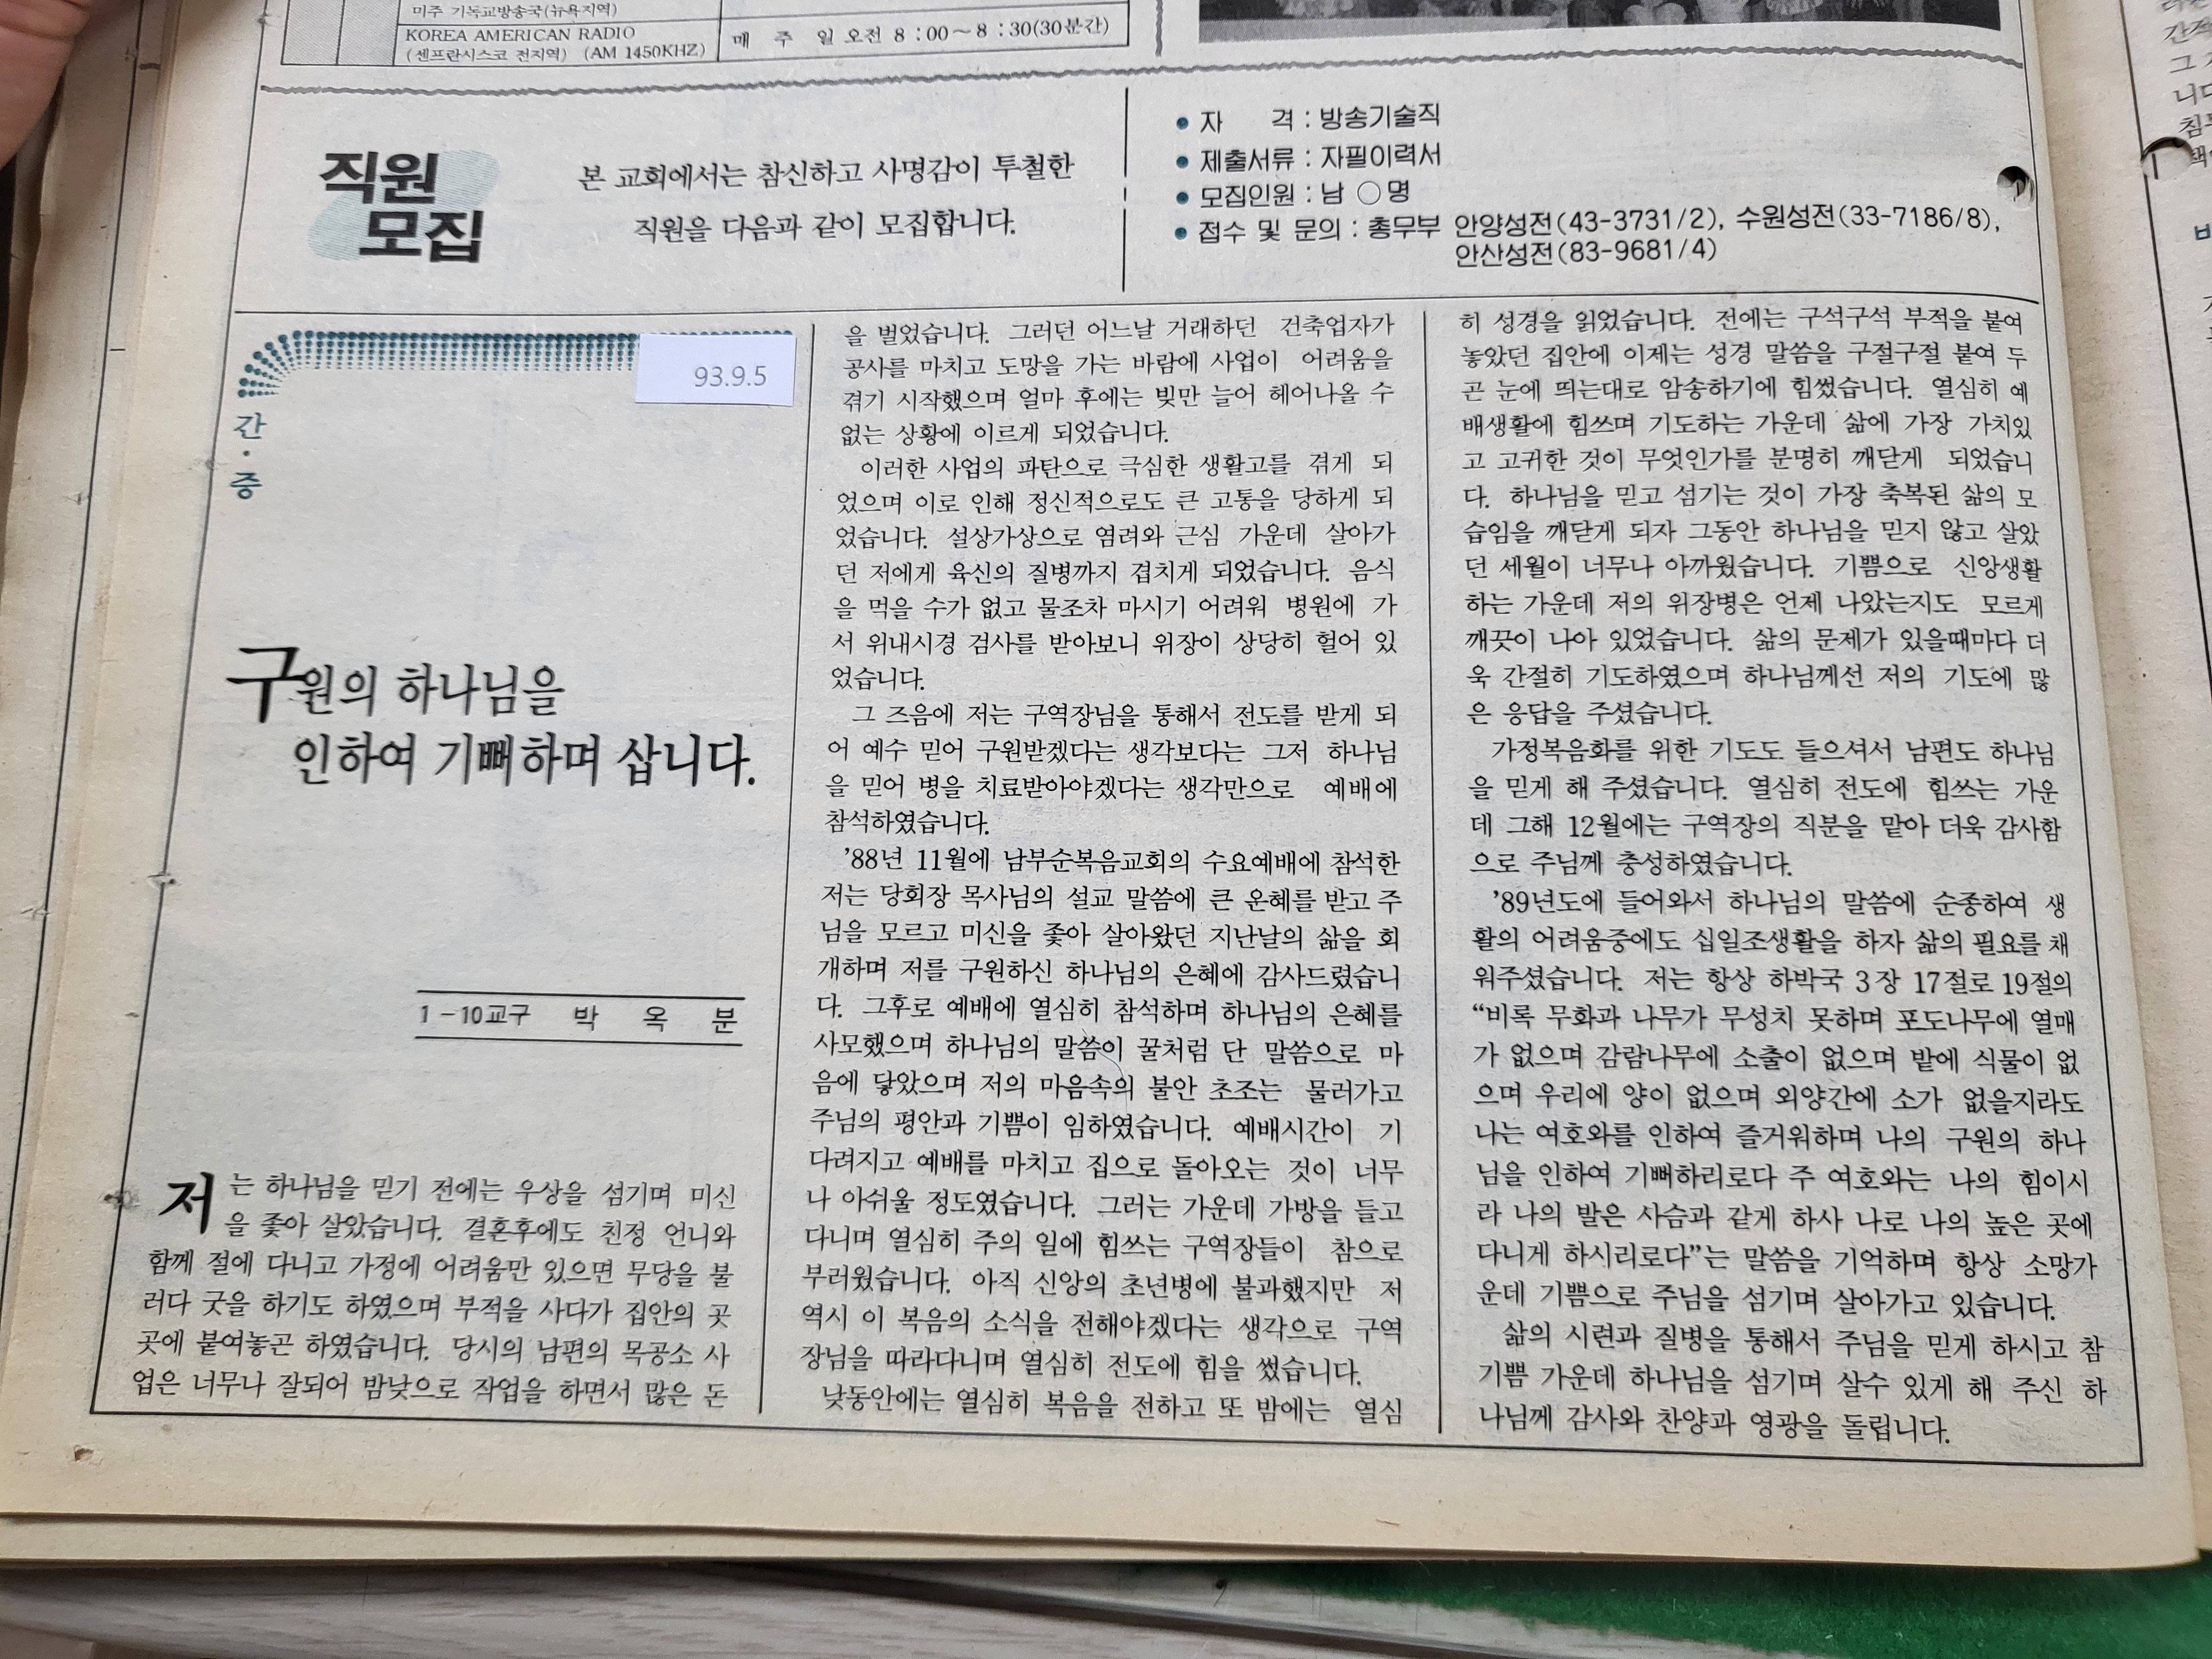 미주 기독교방송국(뉴욕지역)
KOREA AMERICAN RADIO
(센프란시스코 전지역) (AM 1450KHZ)
매 주 일 오전 8 : 00～8 : 30(30분간)
직원
모집
본 교회에서는 참신하고 사명감이 투철한
직원을 다음과 같이 모집합니다.
● 자 격 : 방송기술직
● 제출서류 : 자필이력서
● 모집인원 : 남 ○명
● 접수 및 문의 : 총무부 안양성전(43-3731/2), 수원성전(33-7186/8),
안산성전(83-9681/4)
93.9.5
간·증
구원의 하나님을
인하여 기뻐하며 삽니다.
1－10교구 박 옥 분
저는 하나님을 믿기 전에는 우상을 섬기며 미신
을 좇아 살았습니다. 결혼후에도 친정 언니와
함께 절에 다니고 가정에 어려움만 있으면 무당을 불
러다 굿을 하기도 하였으며 부적을 사다가 집안의 곳
곳에 붙여놓곤 하였습니다. 당시의 남편의 목공소 사
업은 너무나 잘되어 밤낮으로 작업을 하면서 많은 돈
을 벌었습니다. 그러던 어느날 거래하던 건축업자가
공사를 마치고 도망을 가는 바람에 사업이 어려움을
겪기 시작했으며 얼마 후에는 빚만 늘어 헤어나올 수
없는 상황에 이르게 되었습니다.
이러한 사업의 파탄으로 극심한 생활고를 겪게 되
었으며 이로 인해 정신적으로도 큰 고통을 당하게 되
었습니다. 설상가상으로 염려와 근심 가운데 살아가
던 저에게 육신의 질병까지 겹치게 되었습니다. 음식
을 먹을 수가 없고 물조차 마시기 어려워 병원에 가
서 위내시경 검사를 받아보니 위장이 상당히 헐어 있
었습니다.
그 즈음에 저는 구역장님을 통해서 전도를 받게 되
어 예수 믿어 구원받겠다는 생각보다는 그저 하나님
을 믿어 병을 치료받아야겠다는 생각만으로 예배에
참석하였습니다.
’88년 11월에 남부순복음교회의 수요예배에 참석한
저는 당회장 목사님의 설교 말씀에 큰 은혜를 받고 주
님을 모르고 미신을 좇아 살아왔던 지난날의 삶을 회
개하며 저를 구원하신 하나님의 은혜에 감사드렸습니
다. 그후로 예배에 열심히 참석하며 하나님의 은혜를
사모했으며 하나님의 말씀이 꿀처럼 단 말씀으로 마
음에 닿았으며 저의 마음속의 불안 초조는 물러가고
주님의 평안과 기쁨이 임하였습니다. 예배시간이 기
다려지고 예배를 마치고 집으로 돌아오는 것이 너무
나 아쉬울 정도였습니다. 그러는 가운데 가방을 들고
다니며 열심히 주의 일에 힘쓰는 구역장들이 참으로
부러웠습니다. 아직 신앙의 초년병에 불과했지만 저
역시 이 복음의 소식을 전해야겠다는 생각으로 구역
장님을 따라다니며 열심히 전도에 힘을 썼습니다.
낮동안에는 열심히 복음을 전하고 또 밤에는 열심
히 성경을 읽었습니다. 전에는 구석구석 부적을 붙여
놓았던 집안에 이제는 성경 말씀을 구절구절 붙여 두
곤 눈에 띄는대로 암송하기에 힘썼습니다. 열심히 예
배생활에 힘쓰며 기도하는 가운데 삶에 가장 가치있
고 고귀한 것이 무엇인가를 분명히 깨닫게 되었습니
다. 하나님을 믿고 섬기는 것이 가장 축복된 삶의 모
습임을 깨닫게 되자 그동안 하나님을 믿지 않고 살았
던 세월이 너무나 아까웠습니다. 기쁨으로 신앙생활
하는 가운데 저의 위장병은 언제 나았는지도 모르게
깨끗이 나아 있었습니다. 삶의 문제가 있을때마다 더
욱 간절히 기도하였으며 하나님께선 저의 기도에 많
은 응답을 주셨습니다.
가정복음화를 위한 기도도 들으셔서 남편도 하나님
을 믿게 해 주셨습니다. 열심히 전도에 힘쓰는 가운
데 그해 12월에는 구역장의 직분을 맡아 더욱 감사함
으로 주님께 충성하였습니다.
’89년도에 들어와서 하나님의 말씀에 순종하여 생
활의 어려움중에도 십일조생활을 하자 삶의 필요를 채
워주셨습니다. 저는 항상 하박국 3장 17절로 19절의
“비록 무화과 나무가 무성치 못하며 포도나무에 열매
가 없으며 감람나무에 소출이 없으며 밭에 식물이 없
으며 우리에 양이 없으며 외양간에 소가 없을지라도
나는 여호와를 인하여 즐거워하며 나의 구원의 하나
님을 인하여 기뻐하리로다 주 여호와는 나의 힘이시
라 나의 발은 사슴과 같게 하사 나로 나의 높은 곳에
다니게 하시리로다”는 말씀을 기억하며 항상 소망가
운데 기쁨으로 주님을 섬기며 살아가고 있습니다.
삶의 시련과 질병을 통해서 주님을 믿게 하시고 참
기쁨 가운데 하나님을 섬기며 살수 있게 해 주신 하
나님께 감사와 찬양과 영광을 돌립니다.